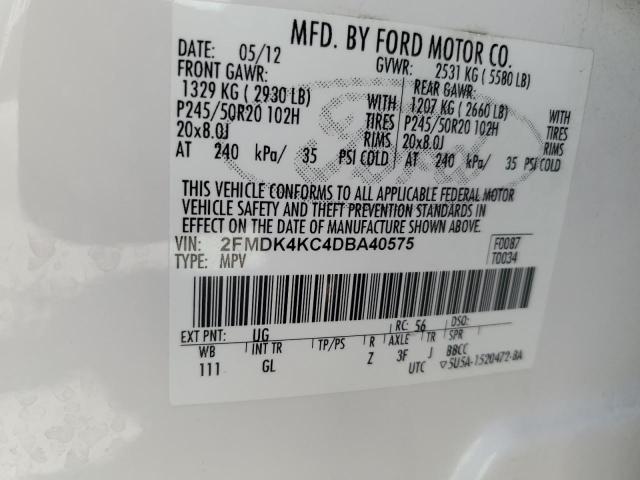 MFD. BY FORD MOTOR CO.
DATE: 05/12 GVWR: 2531 KG ( 5580 LB)
FRONT GAWR: REAR GAWR:
1329 KG ( 2930 LB) WITH 1207 KG ( 2660 LB) WITH
P245/50R20 102H TIRES P245/50R20 102H TIRES
20x8.0J RIMS 20x8.0J RIMS
AT 240 kPa/ 35 PSI COLD AT 240 kPa/ 35 PSI COLD
THIS VEHICLE CONFORMS TO ALL APPLICABLE FEDERAL MOTOR
VEHICLE SAFETY AND THEFT PREVENTION STANDARDS IN
EFFECT ON THE DATE OF MANUFACTURE SHOWN ABOVE.
VIN: 2FMDK4KC4DBA40575 F0087
TYPE: MPV T0034
EXT PNT: UG RC: 56 DSO:
WB INT TR TP/PS R AXLE TR SPR
111 GL Z 3F J BBCC
UTC ▽5U5A-1520472-BA
Ford